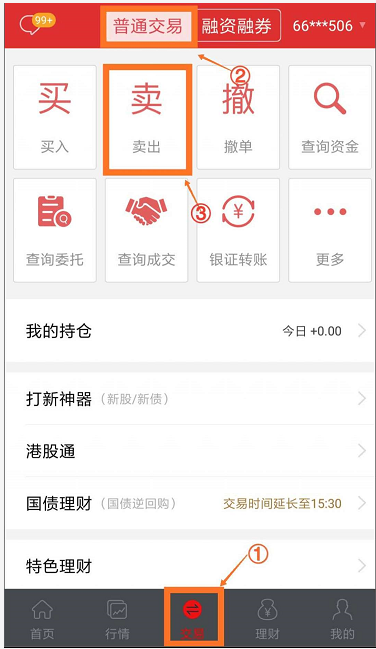 99+ 普通交易 融资融券 66***506
②
买 卖 撤
买入 卖出 撤单 查询资金
③
¥
查询委托 查询成交 银证转账 更多
我的持仓 今日 +0.00
打新神器（新股/新债）
港股通
国债理财（国债逆回购） 交易时间延长至15:30
①
特色理财
¥
首页 行情 交易 理财 我的